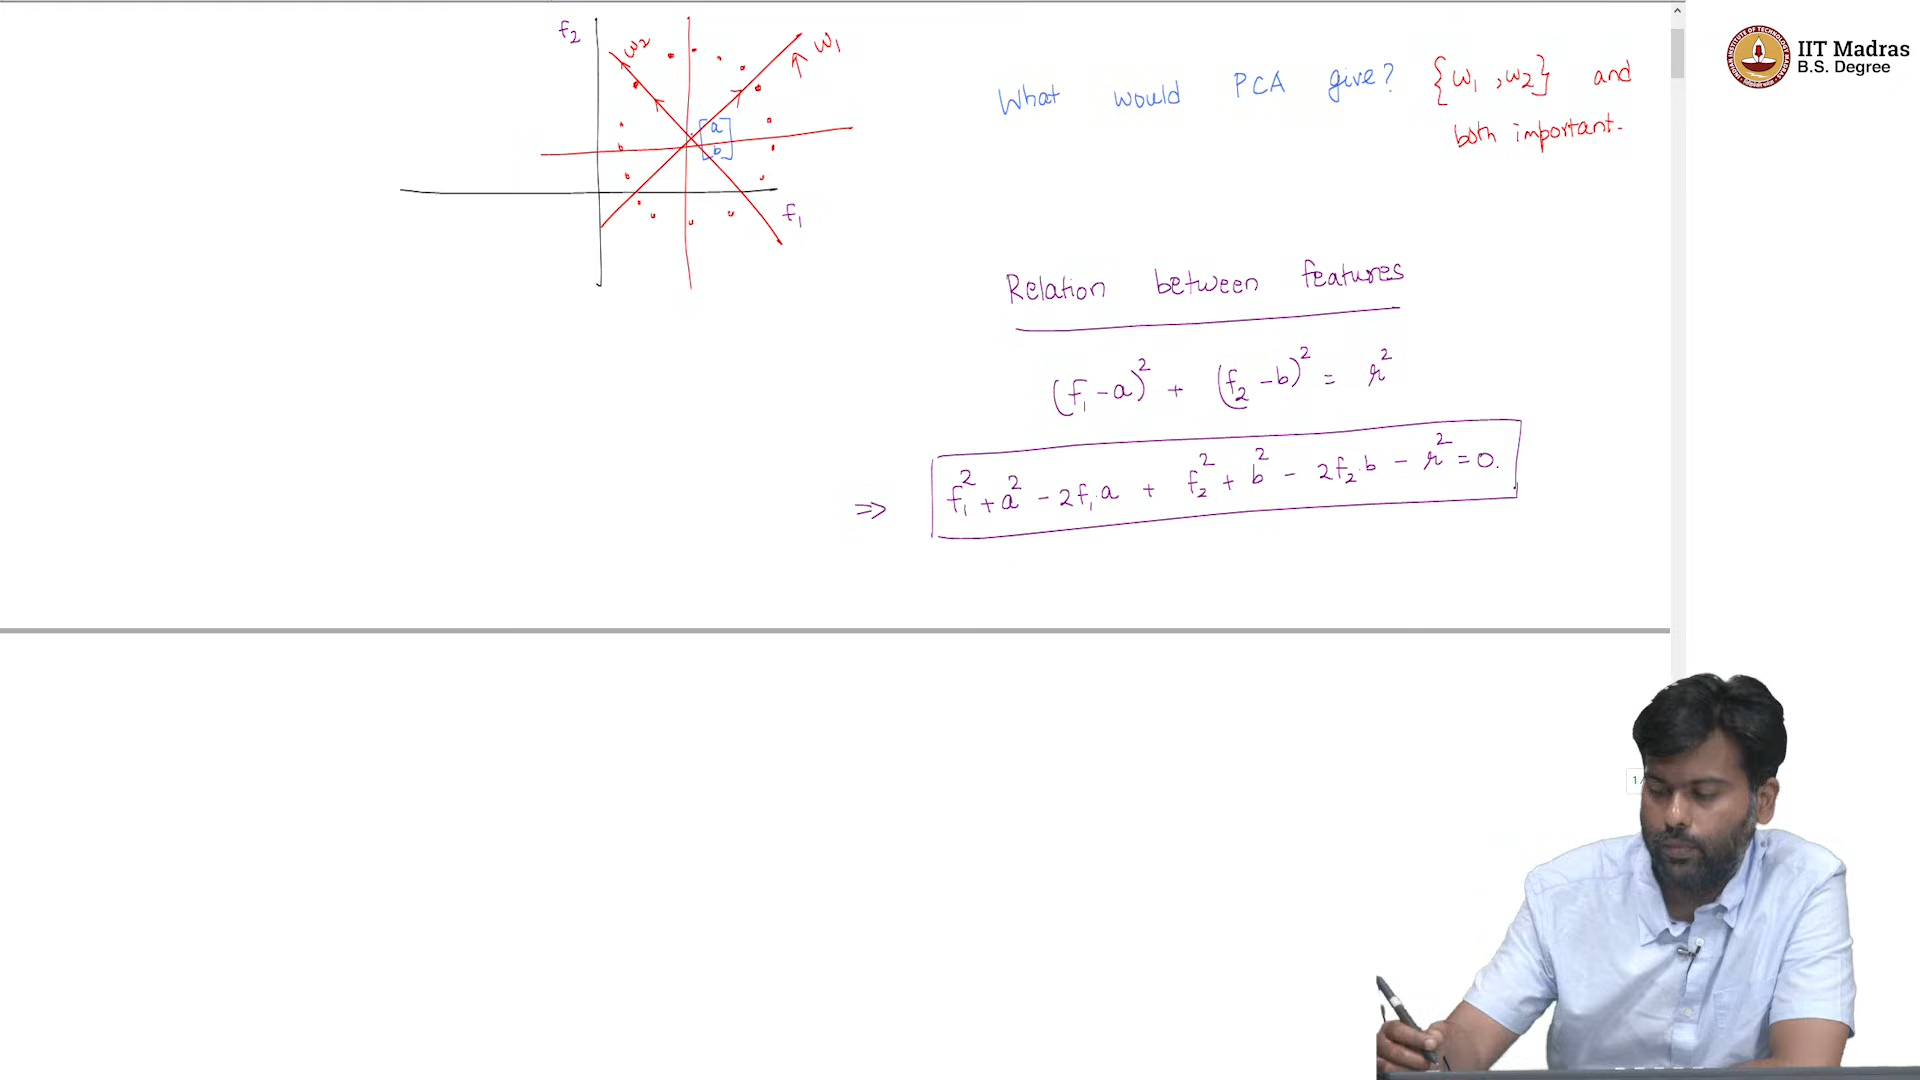 f₂
w₂
w₁
[a
b]
f₁
What would PCA give? {w₁, w₂} and
both important.
Relation between features
(f₁ - a)² + (f₂ - b)² = r²
⇒ f₁² + a² - 2f₁.a + f₂² + b² - 2f₂.b - r² = 0.
IIT Madras
B.S. Degree
1/